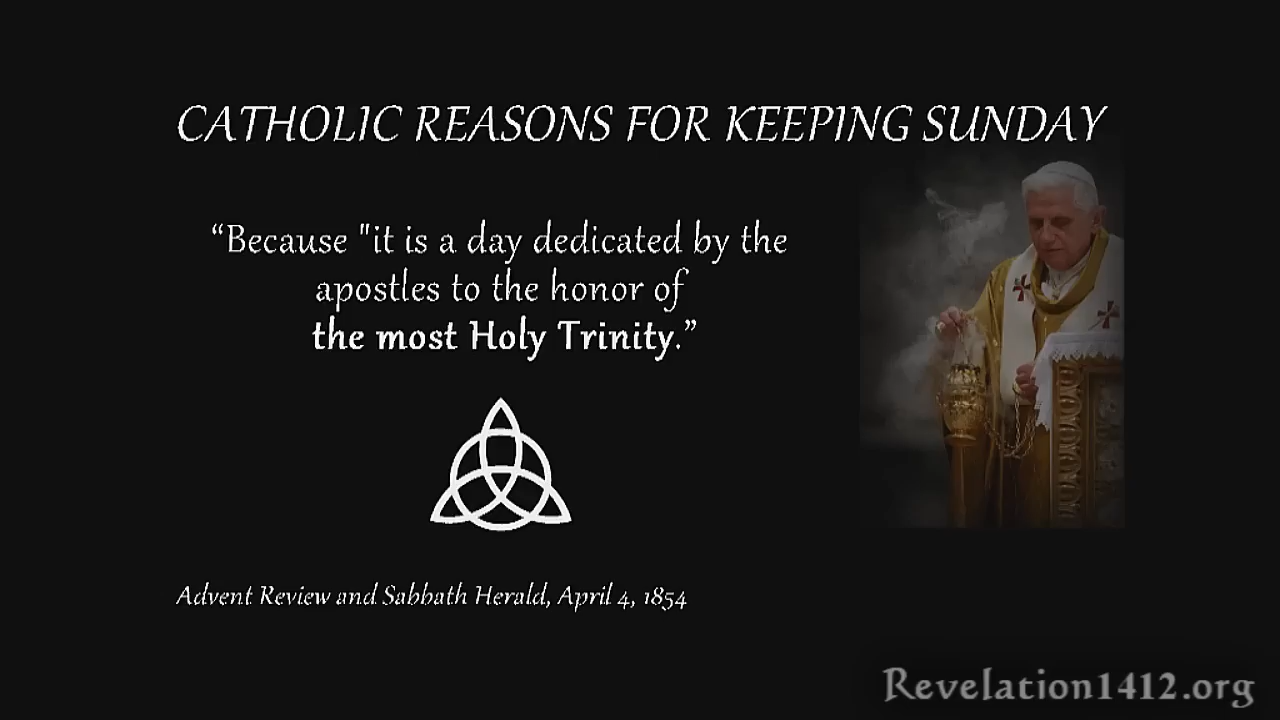 CATHOLIC REASONS FOR KEEPING SUNDAY
“Because "it is a day dedicated by the
apostles to the honor of
the most Holy Trinity.”
Advent Review and Sabbath Herald, April 4, 1854
Revelation1412.org